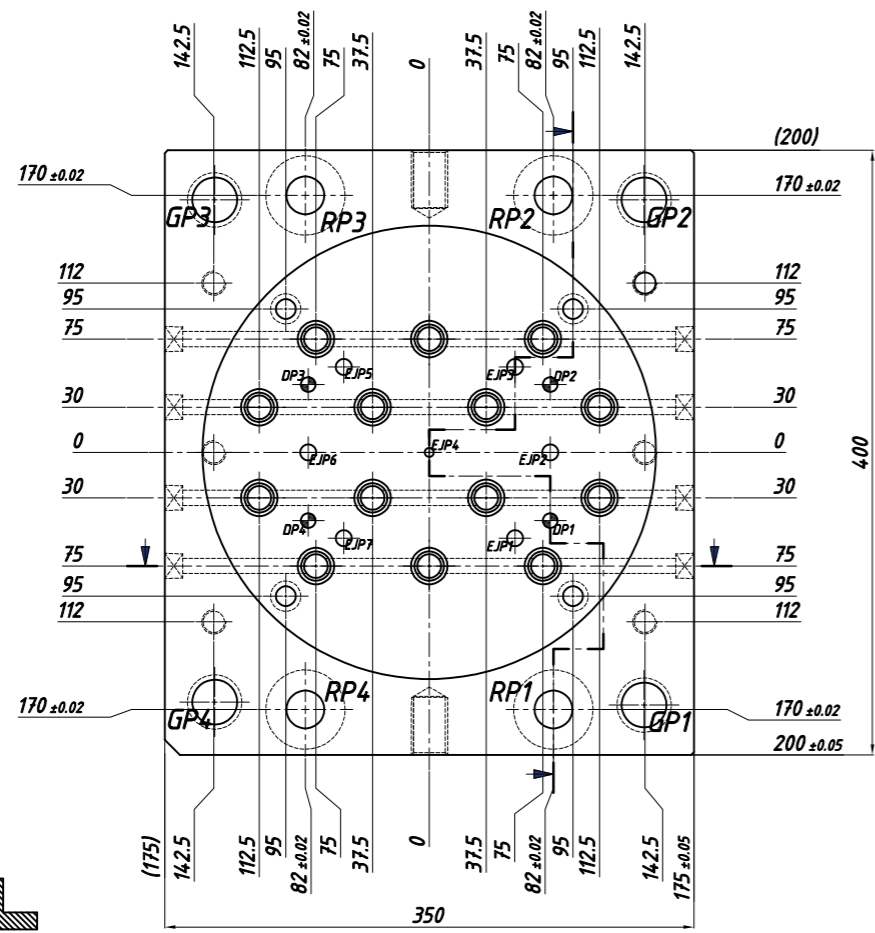 142.5 112.5 95 82 ±0.02 75 37.5 0 37.5 75 82 ±0.02 95 112.5 142.5
(200)
170 ±0.02 170 ±0.02
GP3 RP3 RP2 GP2
112 112
95 95
75 75
EJP5 EJP3
DP3 DP2
30 30
0 EJP4 0
EJP6 EJP2
400
30 30
DP4 DP1
EJP7 EJP1
75 75
95 95
112 112
RP4 RP1
170 ±0.02 170 ±0.02
GP4 GP1
200 ±0.05
(175) 142.5 112.5 95 82 ±0.02 75 37.5 0 37.5 75 82 ±0.02 95 112.5 142.5 175 ±0.05
350